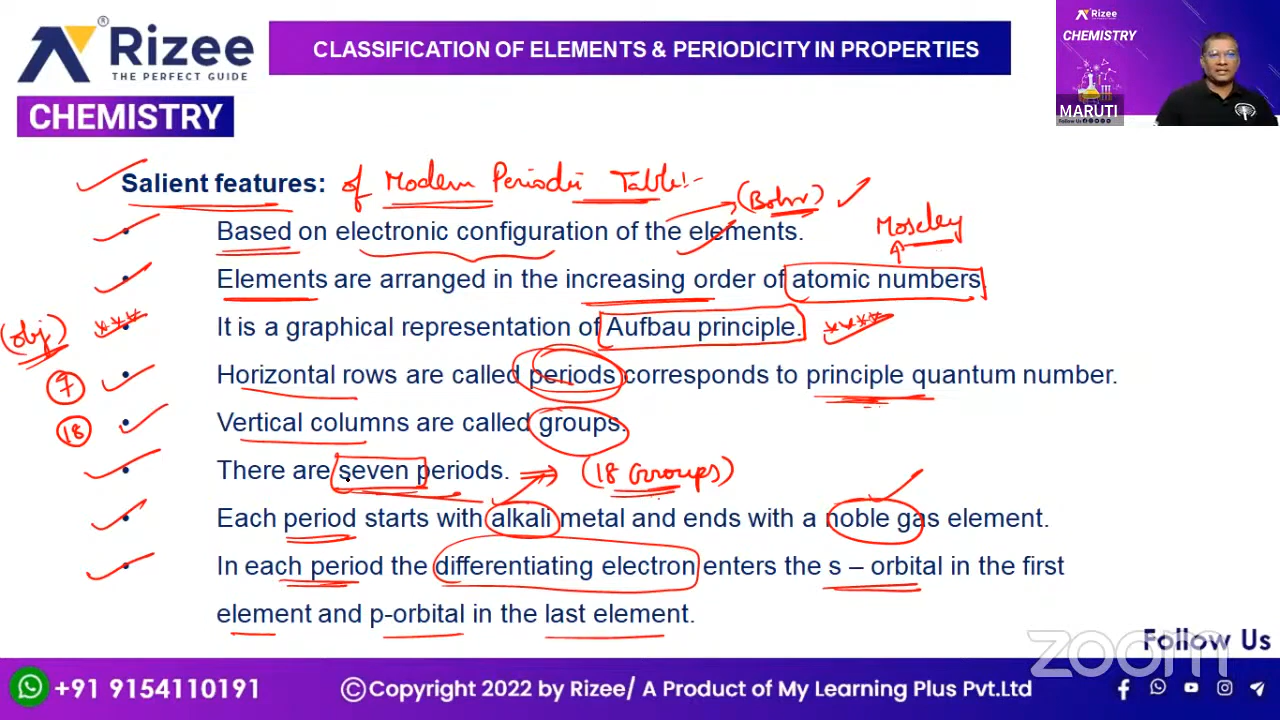 Rizee®
THE PERFECT GUIDE
CLASSIFICATION OF ELEMENTS & PERIODICITY IN PROPERTIES
Rizee
CHEMISTRY
MARUTI
Follow Us
CHEMISTRY
Salient features: of Modern Periodic Table:-
(Bohr)
• Based on electronic configuration of the elements.
Moseley
• Elements are arranged in the increasing order of atomic numbers.
(obj) *** • It is a graphical representation of Aufbau principle. ****
7 • Horizontal rows are called periods corresponds to principle quantum number.
18 • Vertical columns are called groups.
• There are seven periods. ⇒ (18 Groups)
• Each period starts with alkali metal and ends with a noble gas element.
• In each period the differentiating electron enters the s – orbital in the first
element and p-orbital in the last element.
zoom
Follow Us
+91 9154110191
©Copyright 2022 by Rizee/ A Product of My Learning Plus Pvt.Ltd